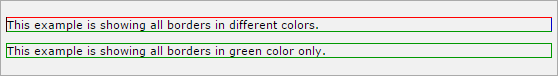 This example is showing all borders in different colors.
This example is showing all borders in green color only.